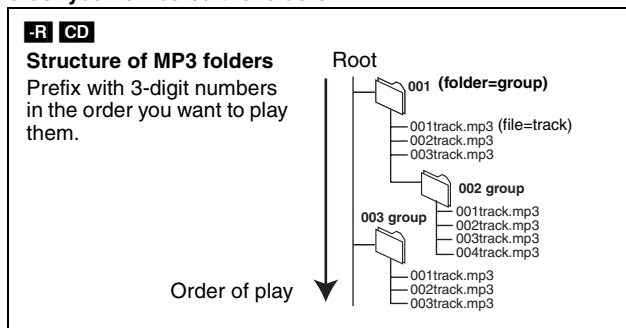 -R CD
Structure of MP3 folders
Prefix with 3-digit numbers
in the order you want to play
them.
Root
001 (folder=group)
001track.mp3 (file=track)
002track.mp3
003track.mp3
002 group
001track.mp3
002track.mp3
003track.mp3
004track.mp3
003 group
001track.mp3
002track.mp3
003track.mp3
Order of play